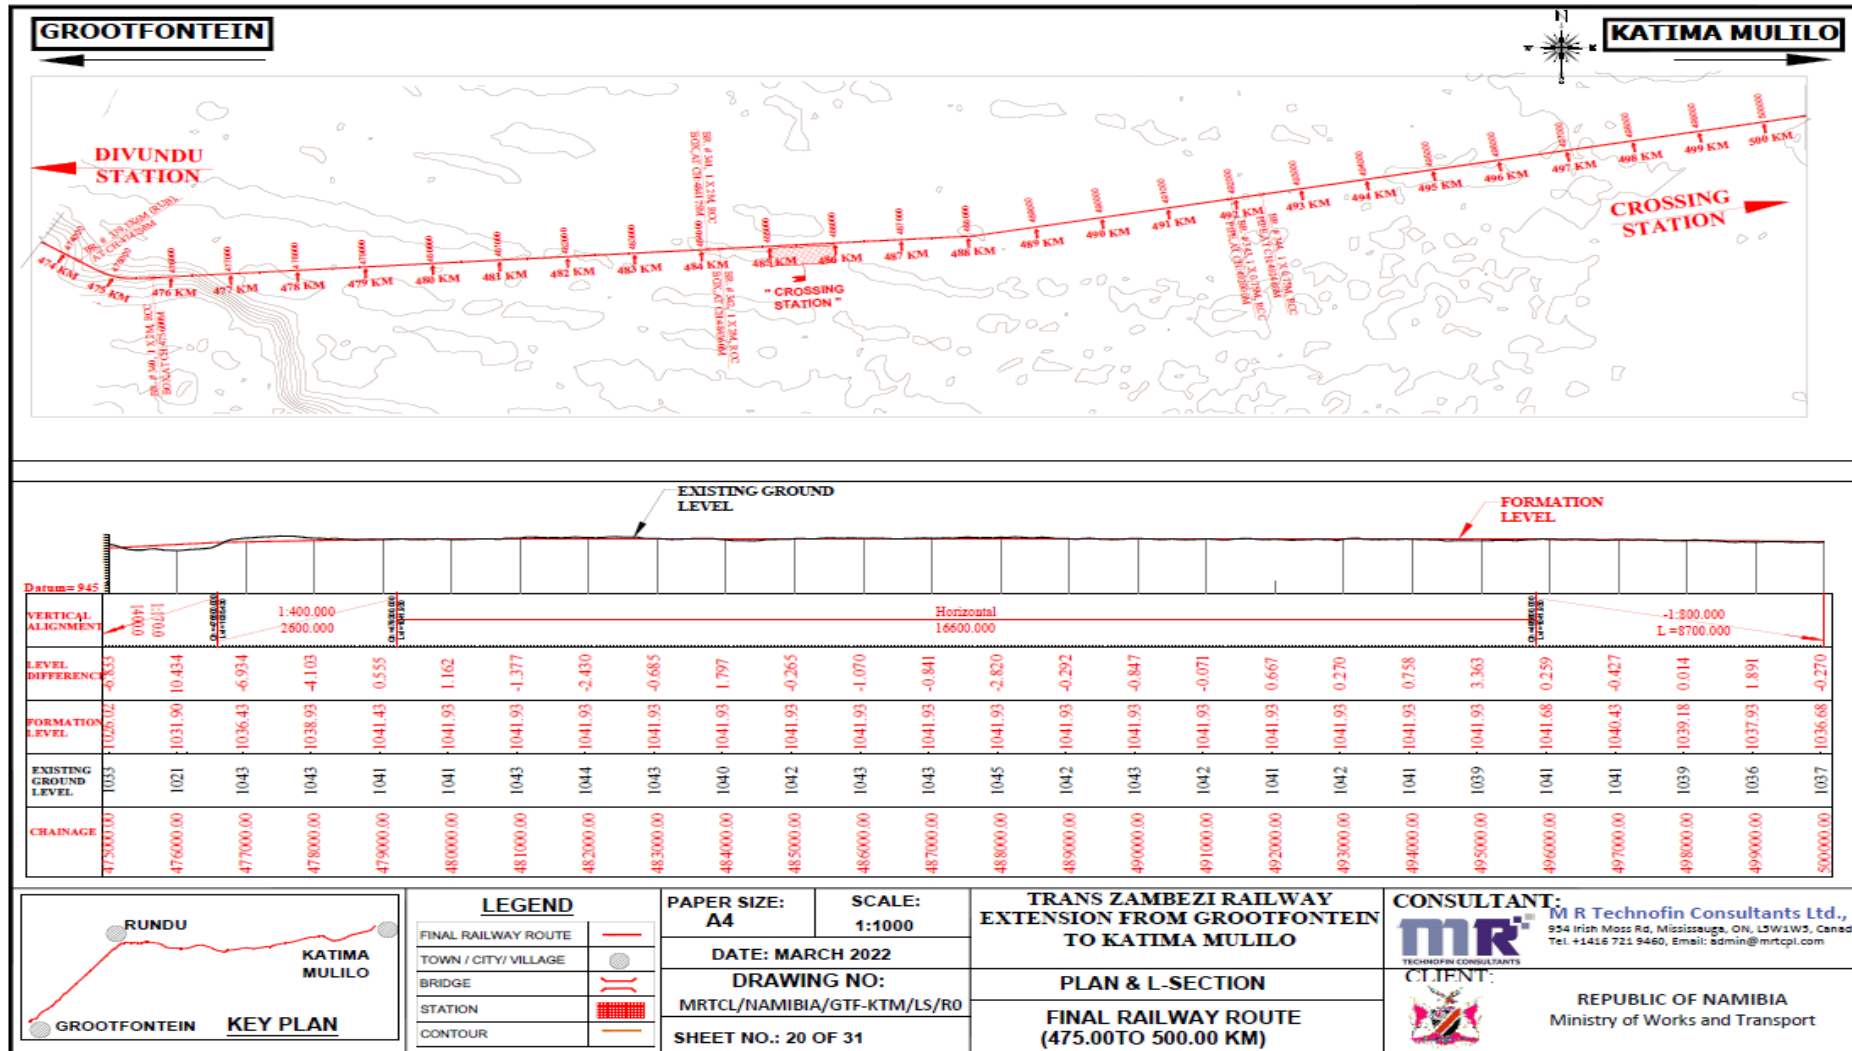 GROOTFONTEIN
N
KATIMA MULILO
DIVUNDU
STATION
CROSSING
STATION
474 KM
475 KM
476 KM
477 KM
478 KM
479 KM
480 KM
481 KM
482 KM
483 KM
484 KM
485 KM
486 KM
487 KM
488 KM
489 KM
490 KM
491 KM
492 KM
493 KM
494 KM
495 KM
496 KM
497 KM
498 KM
499 KM
500 KM
" CROSSING
STATION "
EXISTING GROUND
LEVEL
FORMATION
LEVEL
Datum= 945
VERTICAL
ALIGNMENT
1:400.000
2600.000
Horizontal
16600.000
-1:800.000
L =8700.000
LEVEL
DIFFERENCE
-6.833 10.434 -6.934 -4.103 0.555 1.162 -1.377 -2.430 -0.685 1.797 -0.265 -1.070 -0.841 -2.820 -0.292 -0.847 -0.071 0.667 0.270 0.758 3.363 0.259 -0.427 0.014 1.891 -0.270
FORMATION
LEVEL
1026.02 1031.90 1036.43 1038.93 1041.43 1041.93 1041.93 1041.93 1041.93 1041.93 1041.93 1041.93 1041.93 1041.93 1041.93 1041.93 1041.93 1041.93 1041.93 1041.93 1041.93 1041.68 1040.43 1039.18 1037.93 1036.68
EXISTING
GROUND
LEVEL
1033 1021 1043 1043 1041 1041 1043 1044 1043 1040 1042 1043 1043 1045 1042 1043 1042 1041 1042 1041 1039 1041 1041 1039 1036 1037
CHAINAGE
475000.00 476000.00 477000.00 478000.00 479000.00 480000.00 481000.00 482000.00 483000.00 484000.00 485000.00 486000.00 487000.00 488000.00 489000.00 490000.00 491000.00 492000.00 493000.00 494000.00 495000.00 496000.00 497000.00 498000.00 499000.00 500000.00
RUNDU
KATIMA
MULILO
GROOTFONTEIN
KEY PLAN
LEGEND
FINAL RAILWAY ROUTE
TOWN / CITY/ VILLAGE
BRIDGE
STATION
CONTOUR
PAPER SIZE:
A4
SCALE:
1:1000
DATE: MARCH 2022
DRAWING NO:
MRTCL/NAMIBIA/GTF-KTM/LS/R0
SHEET NO.: 20 OF 31
TRANS ZAMBEZI RAILWAY
EXTENSION FROM GROOTFONTEIN
TO KATIMA MULILO
PLAN & L-SECTION
FINAL RAILWAY ROUTE
(475.00TO 500.00 KM)
CONSULTANT:
MR
TECHNOFIN CONSULTANTS
M R Technofin Consultants Ltd.,
954 Irish Moss Rd, Mississauga, ON, L5W1W5, Canad
Tel. +1416 721 9460, Email: admin@mrtcpl.com
CLIENT:
REPUBLIC OF NAMIBIA
Ministry of Works and Transport